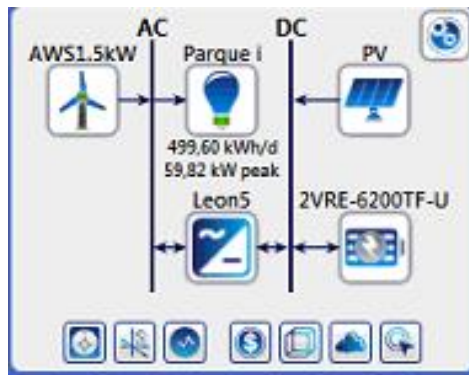 AC DC
AWS1.5kW Parque i PV
499,60 kWh/d
59,82 kW peak
Leon5 2VRE-6200TF-U